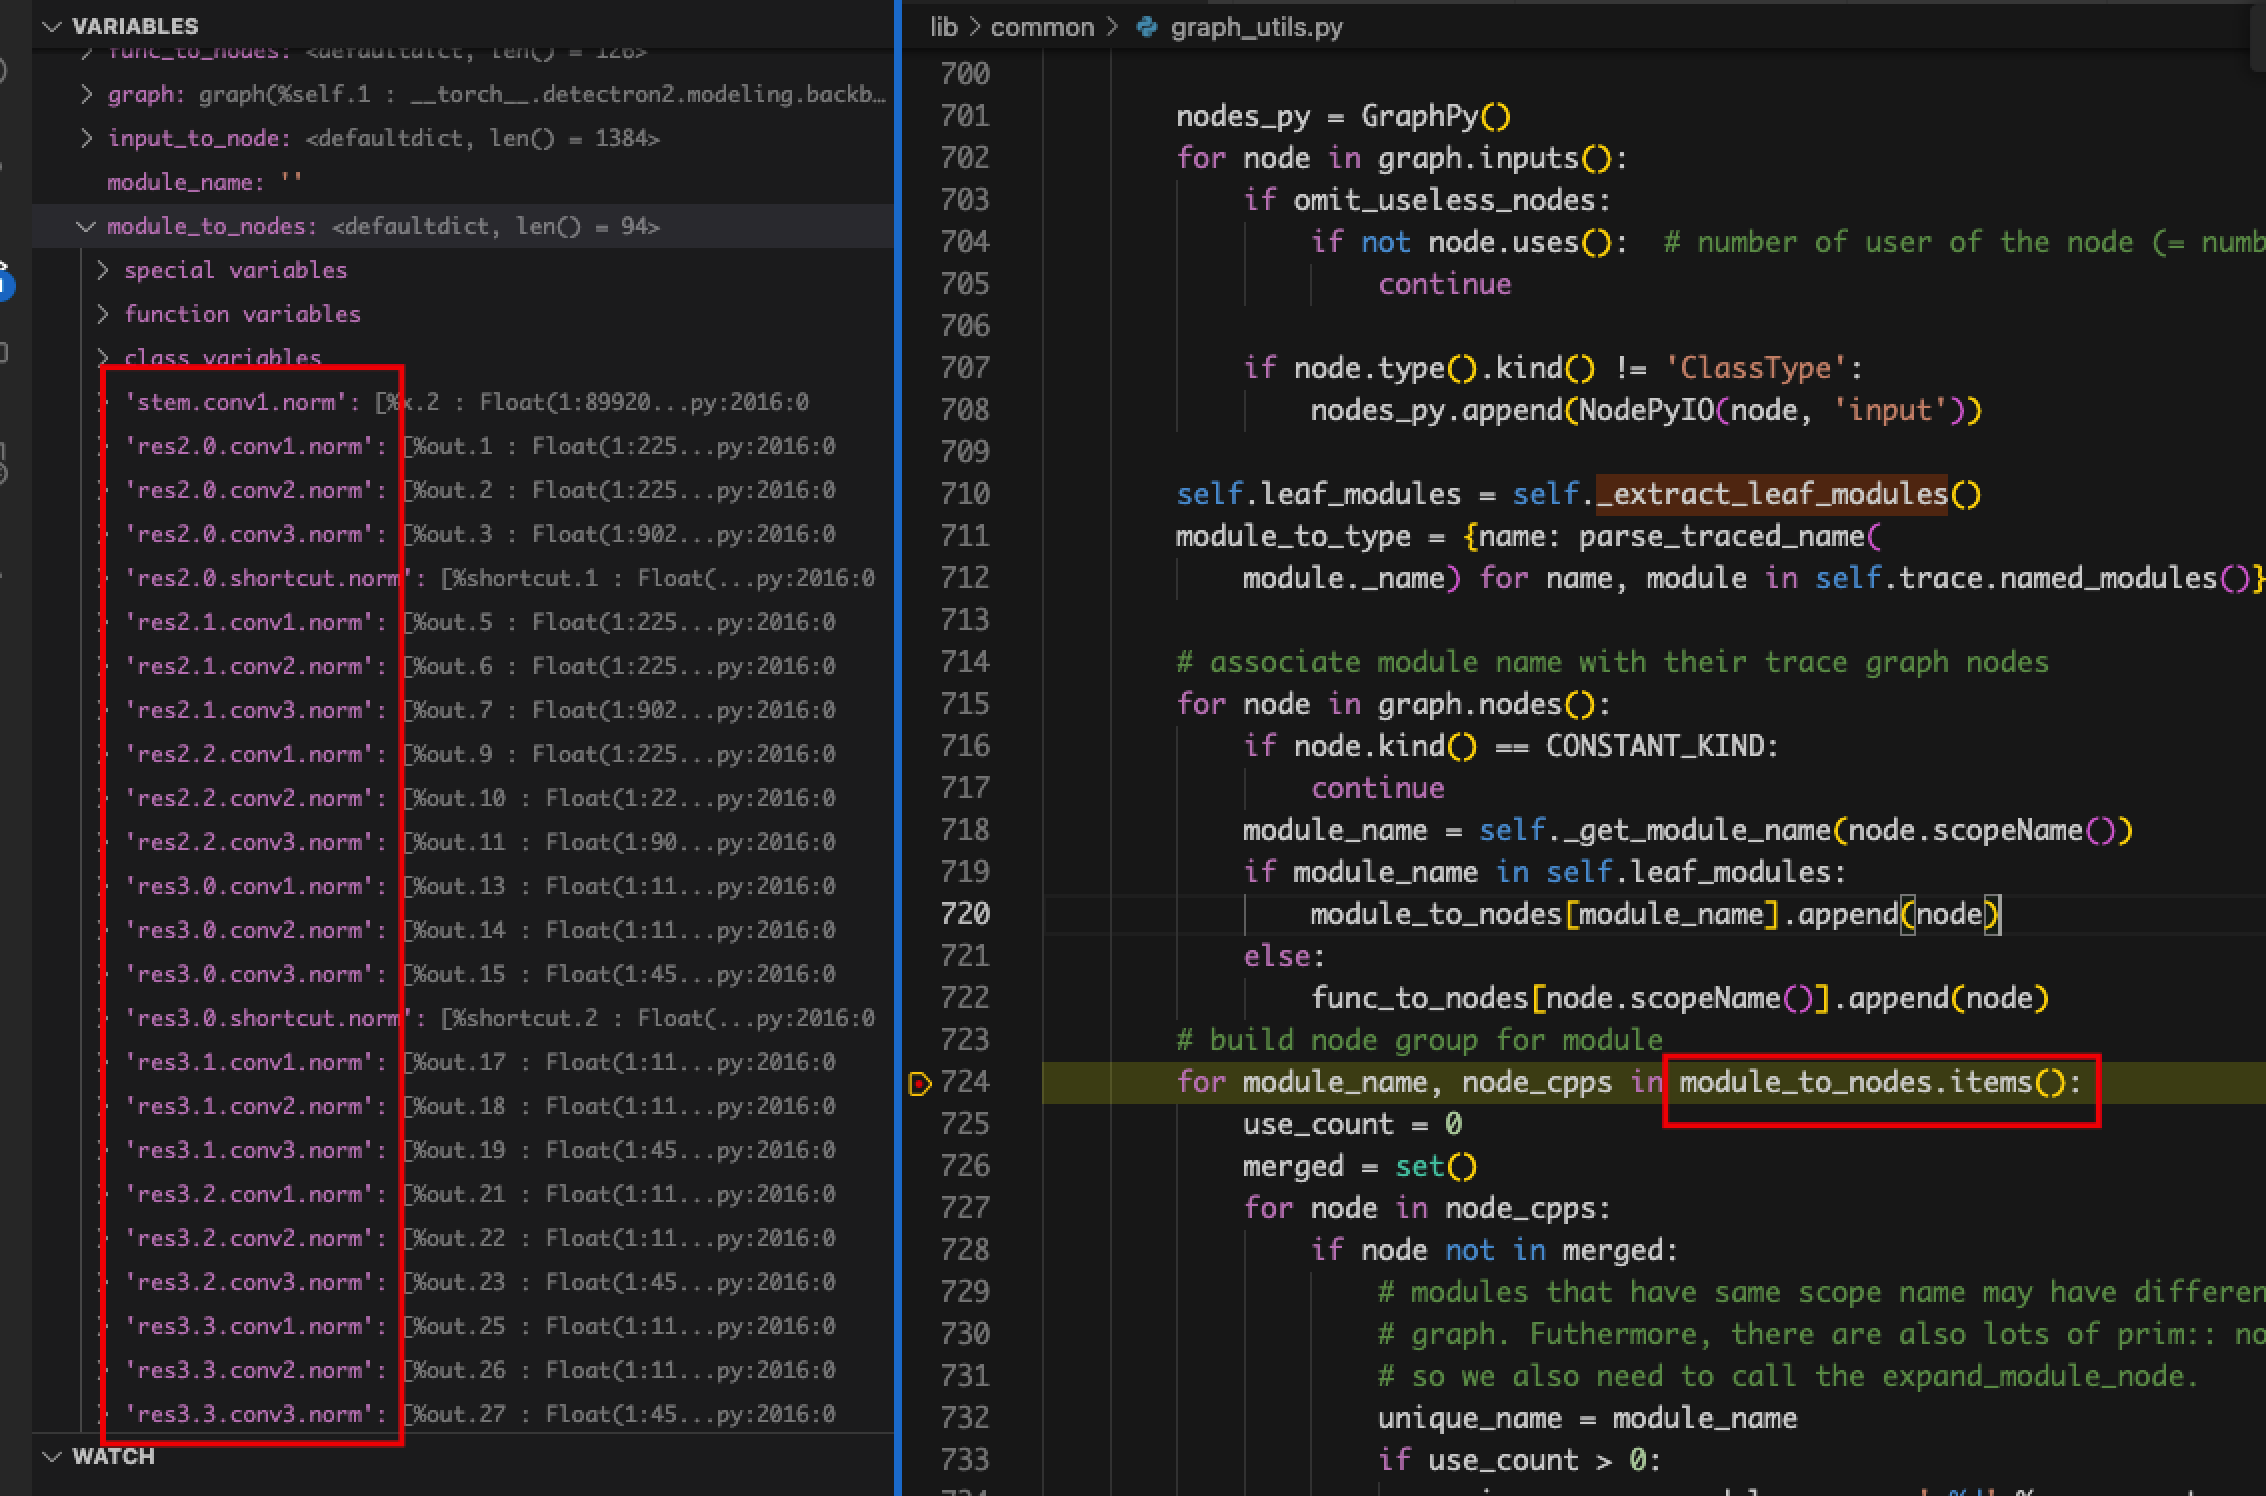 VARIABLES
func_to_nodes: <defaultdict, len() = 126>
graph: graph(%self.1 : __torch__.detectron2.modeling.backb…
input_to_node: <defaultdict, len() = 1384>
module_name: ''
module_to_nodes: <defaultdict, len() = 94>
special variables
function variables
class variables
'stem.conv1.norm': [%x.2 : Float(1:89920...py:2016:0
'res2.0.conv1.norm': [%out.1 : Float(1:225...py:2016:0
'res2.0.conv2.norm': [%out.2 : Float(1:225...py:2016:0
'res2.0.conv3.norm': [%out.3 : Float(1:902...py:2016:0
'res2.0.shortcut.norm': [%shortcut.1 : Float(...py:2016:0
'res2.1.conv1.norm': [%out.5 : Float(1:225...py:2016:0
'res2.1.conv2.norm': [%out.6 : Float(1:225...py:2016:0
'res2.1.conv3.norm': [%out.7 : Float(1:902...py:2016:0
'res2.2.conv1.norm': [%out.9 : Float(1:225...py:2016:0
'res2.2.conv2.norm': [%out.10 : Float(1:22...py:2016:0
'res2.2.conv3.norm': [%out.11 : Float(1:90...py:2016:0
'res3.0.conv1.norm': [%out.13 : Float(1:11...py:2016:0
'res3.0.conv2.norm': [%out.14 : Float(1:11...py:2016:0
'res3.0.conv3.norm': [%out.15 : Float(1:45...py:2016:0
'res3.0.shortcut.norm': [%shortcut.2 : Float(...py:2016:0
'res3.1.conv1.norm': [%out.17 : Float(1:11...py:2016:0
'res3.1.conv2.norm': [%out.18 : Float(1:11...py:2016:0
'res3.1.conv3.norm': [%out.19 : Float(1:45...py:2016:0
'res3.2.conv1.norm': [%out.21 : Float(1:11...py:2016:0
'res3.2.conv2.norm': [%out.22 : Float(1:11...py:2016:0
'res3.2.conv3.norm': [%out.23 : Float(1:45...py:2016:0
'res3.3.conv1.norm': [%out.25 : Float(1:11...py:2016:0
'res3.3.conv2.norm': [%out.26 : Float(1:11...py:2016:0
'res3.3.conv3.norm': [%out.27 : Float(1:45...py:2016:0
WATCH
lib > common > graph_utils.py
700
701 nodes_py = GraphPy()
702 for node in graph.inputs():
703 if omit_useless_nodes:
704 if not node.uses(): # number of user of the node (= numb
705 continue
706
707 if node.type().kind() != 'ClassType':
708 nodes_py.append(NodePyIO(node, 'input'))
709
710 self.leaf_modules = self._extract_leaf_modules()
711 module_to_type = {name: parse_traced_name(
712 module._name) for name, module in self.trace.named_modules()}
713
714 # associate module name with their trace graph nodes
715 for node in graph.nodes():
716 if node.kind() == CONSTANT_KIND:
717 continue
718 module_name = self._get_module_name(node.scopeName())
719 if module_name in self.leaf_modules:
720 module_to_nodes[module_name].append(node)
721 else:
722 func_to_nodes[node.scopeName()].append(node)
723 # build node group for module
724 for module_name, node_cpps in module_to_nodes.items():
725 use_count = 0
726 merged = set()
727 for node in node_cpps:
728 if node not in merged:
729 # modules that have same scope name may have differen
730 # graph. Futhermore, there are also lots of prim:: no
731 # so we also need to call the expand_module_node.
732 unique_name = module_name
733 if use_count > 0: